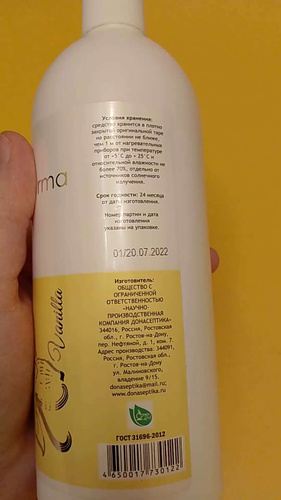 Условия хранения:
средство хранится в плотно
закрытой оригинальной таре
на расстоянии не ближе,
чем 1 м от нагревательных
приборов при температуре
от +5°С до + 25°С и
относительной влажности не
более 70%, отдельно от
источников солнечного
излучения.
Срок годности: 24 месяца
от даты изготовления.
Номер партии и дата
изготовления
указаны на упаковке.
01/20.07.2022
rma
Vanilla
Изготовитель:
ОБЩЕСТВО С
ОГРАНИЧЕННОЙ
ОТВЕТСТВЕННОСТЬЮ
«НАУЧНО-
ПРОИЗВОДСТВЕННАЯ
КОМПАНИЯ ДОНАСЕПТИКА»
344016, Россия, Ростовская
обл., г. Ростов-на-Дону,
пер. Нефтяной, д. 1, ком. 7.
Адрес производства: 344091,
Россия, Ростовская обл.,
г. Ростов-на-Дону
ул. Малиновского,
владение 9/15.
donaseptika@mail.ru;
www.donaseptika.ru
ГОСТ 31696-2012
4 650017 730122